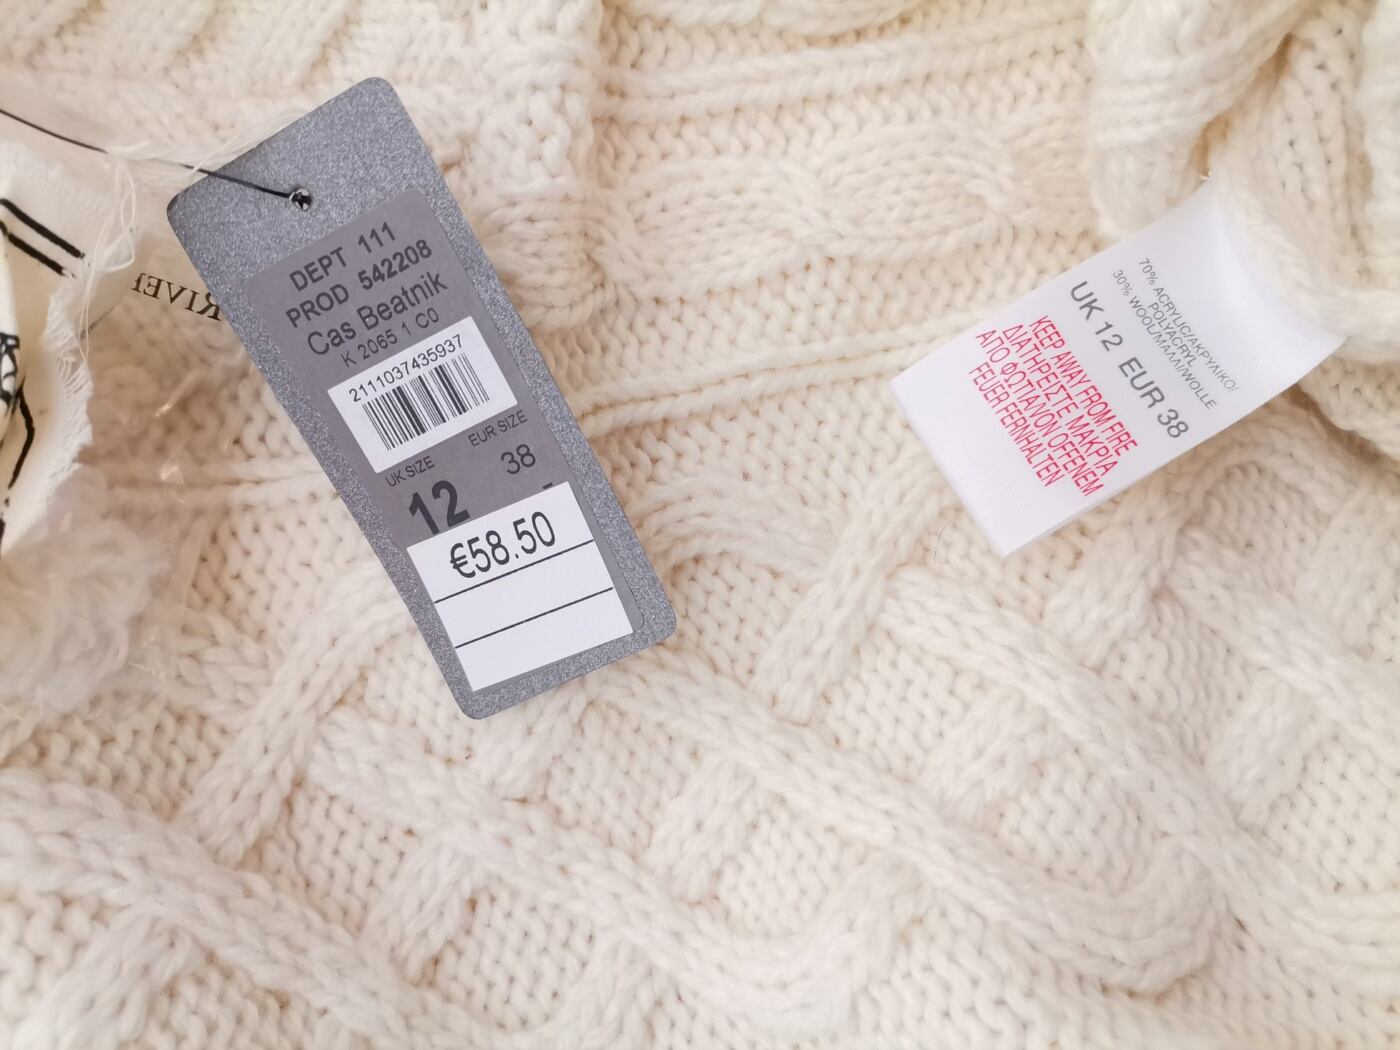 DEPT 111
PROD 542208
Cas Beatnik
K 2065 1 C0
2111037435937
UK SIZE EUR SIZE
12 38
€58.50
70% ACRYLIC/ΑΚΡΥΛΙΚΟ/
POLYACRYL
30% WOOL/ΜΑΛΛΙ/WOLLE
UK 12 EUR 38
KEEP AWAY FROM FIRE
ΔΙΑΤΗΡΕΙΣΤΕ ΜΑΚΡΙΑ
ΑΠΟ ΦΩΤΙΑ/VON OFFENEM
FEUER FERNHALTEN